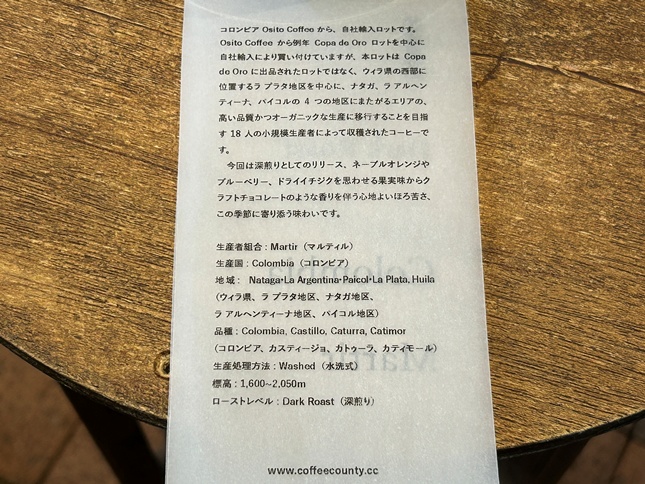 コロンビア Osito Coffee から、自社輸入ロットです。
Osito Coffee から例年 Copa de Oro ロットを中心に
自社輸入により買い付けていますが、本ロットは Copa
de Oro に出品されたロットではなく、ウィラ県の西部に
位置するラ プラタ地区を中心に、ナタガ、ラ アルヘン
ティーナ、パイコルの 4 つの地区にまたがるエリアの、
高い品質かつオーガニックな生産に移行することを目指
す 18 人の小規模生産者によって収穫されたコーヒーで
す。
今回は深煎りとしてのリリース、ネーブルオレンジや
ブルーベリー、ドライイチジクを思わせる果実味からク
ラフトチョコレートのような香りを伴う心地よいほろ苦さ、
この季節に寄り添う味わいです。
生産者組合 : Martir（マルティル）
生産国 : Colombia（コロンビア）
地域 : Nataga・La Argentina・Paicol・La Plata, Huila
（ウィラ県、ラ プラタ地区、ナタガ地区、
ラ アルヘンティーナ地区、パイコル地区）
品種 : Colombia, Castillo, Caturra, Catimor
（コロンビア、カスティージョ、カトゥーラ、カティモール）
生産処理方法 : Washed（水洗式）
標高 : 1,600~2,050m
ローストレベル : Dark Roast（深煎り）
www.coffeecounty.cc